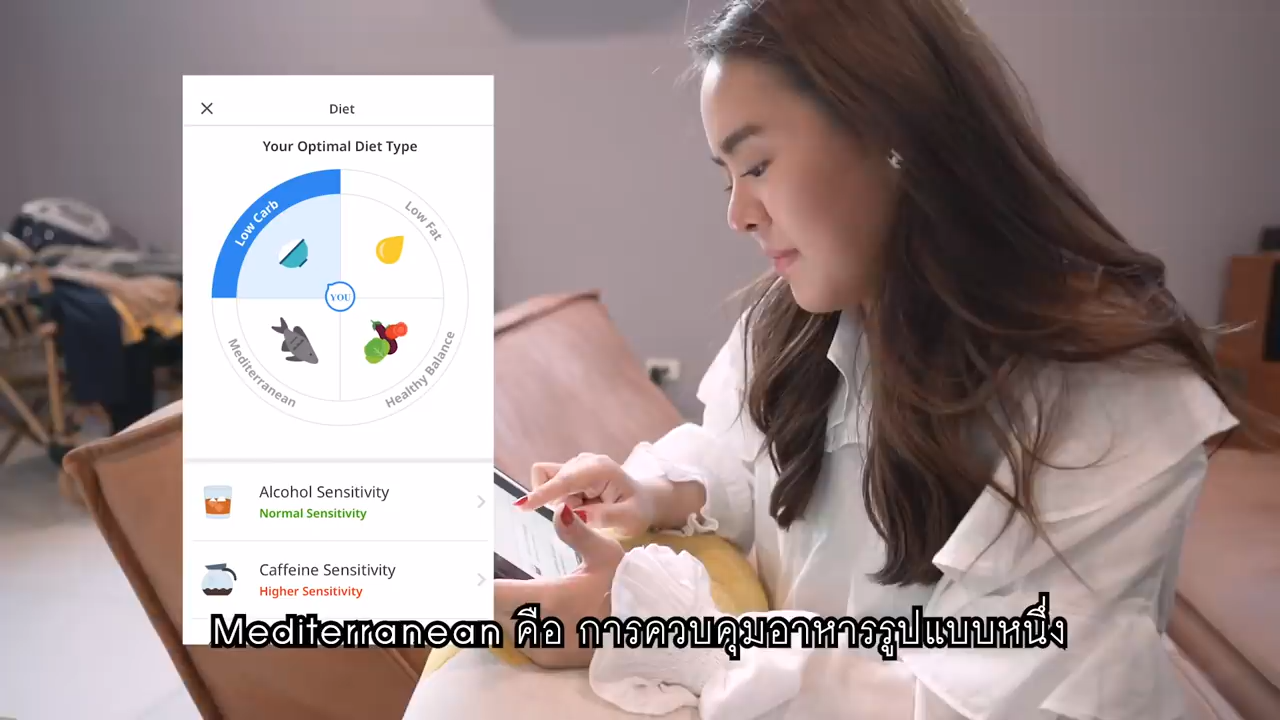 Diet
Your Optimal Diet Type
Low Carb
Low Fat
YOU
Mediterranean
Healthy Balance
Alcohol Sensitivity
Normal Sensitivity
Caffeine Sensitivity
Higher Sensitivity
Mediterranean คือ การควบคุมอาหารรูปแบบหนึ่ง